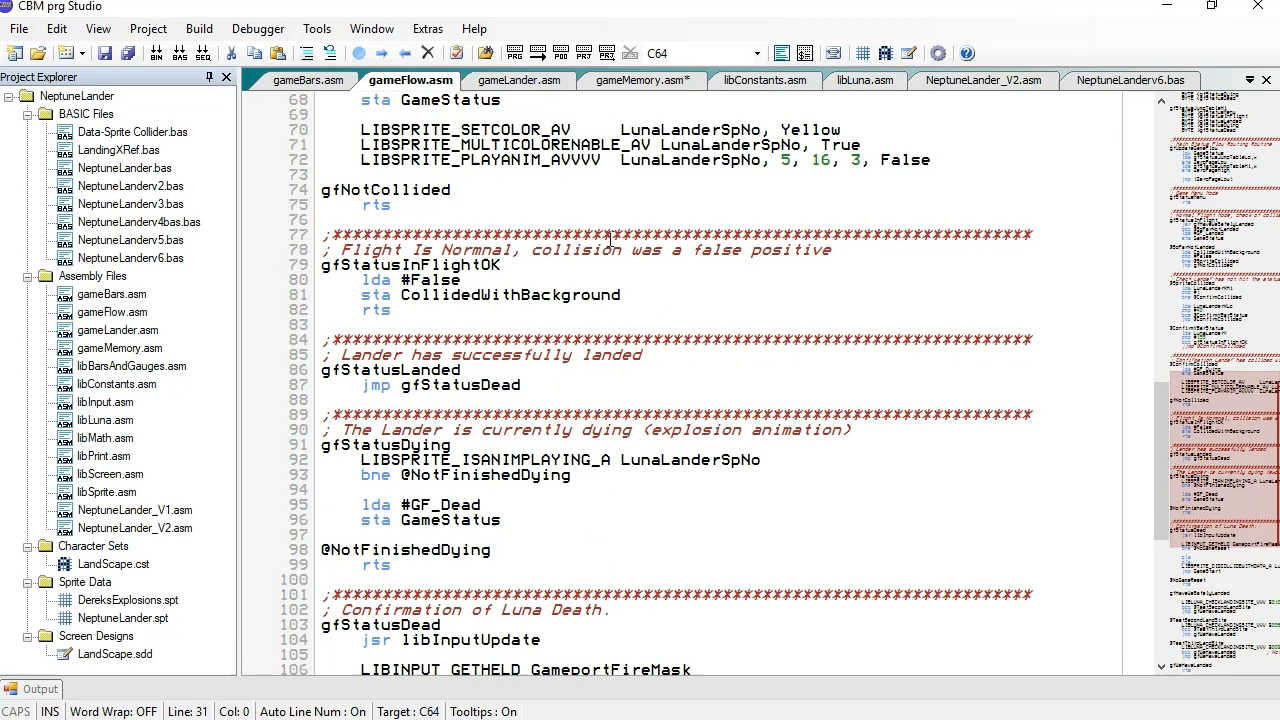 CBM prg Studio
File Edit View Project Build Debugger Tools Window Extras Help
C64
Project Explorer
gameBars.asm gameFlow.asm gameLander.asm gameMemory.asm* libConstants.asm libLuna.asm NeptuneLander_V2.asm NeptuneLanderv6.bas
NeptuneLander
BASIC Files
Data-Sprite Collider.bas
LandingXRef.bas
NeptuneLander.bas
NeptuneLanderv2.bas
NeptuneLanderv3.bas
NeptuneLanderv4bas.bas
NeptuneLanderv5.bas
NeptuneLanderv6.bas
Assembly Files
gameBars.asm
gameFlow.asm
gameLander.asm
gameMemory.asm
libBarsAndGauges.asm
libConstants.asm
libInput.asm
libLuna.asm
libMath.asm
libPrint.asm
libScreen.asm
libSprite.asm
NeptuneLander_V1.asm
NeptuneLander_V2.asm
Character Sets
LandScape.cst
Sprite Data
DereksExplosions.spt
NeptuneLander.spt
Screen Designs
LandScape.sdd
68 sta GameStatus
69
70 LIBSPRITE_SETCOLOR_AV LunaLanderSpNo, Yellow
71 LIBSPRITE_MULTICOLORENABLE_AV LunaLanderSpNo, True
72 LIBSPRITE_PLAYANIM_AVVVV LunaLanderSpNo, 5, 16, 3, False
73
74 gfNotCollided
75 rts
76
77 ;***********************************************************************
78 ; Flight Is Normnal, collision was a false positive
79 gfStatusInFlightOK
80 lda #False
81 sta CollidedWithBackground
82 rts
83
84 ;***********************************************************************
85 ; Lander has successfully landed
86 gfStatusLanded
87 jmp gfStatusDead
88
89 ;***********************************************************************
90 ; The Lander is currently dying (explosion animation)
91 gfStatusDying
92 LIBSPRITE_ISANIMPLAYING_A LunaLanderSpNo
93 bne @NotFinishedDying
94
95 lda #GF_Dead
96 sta GameStatus
97
98 @NotFinishedDying
99 rts
100
101 ;***********************************************************************
102 ; Confirmation of Luna Death.
103 gfStatusDead
104 jsr libInputUpdate
105
106 LIBINPUT_GETHELD GameportFireMask
Output
CAPS INS Word Wrap: OFF Line: 31 Col: 0 Auto Line Num : On Target : C64 Tooltips : On